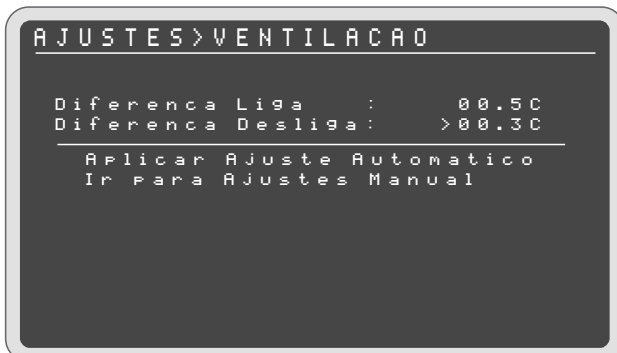 AJUSTES>VENTILACAO
Diferenca Liga : 00.5C
Diferenca Desliga: >00.3C
Aplicar Ajuste Automatico
Ir para Ajustes Manual